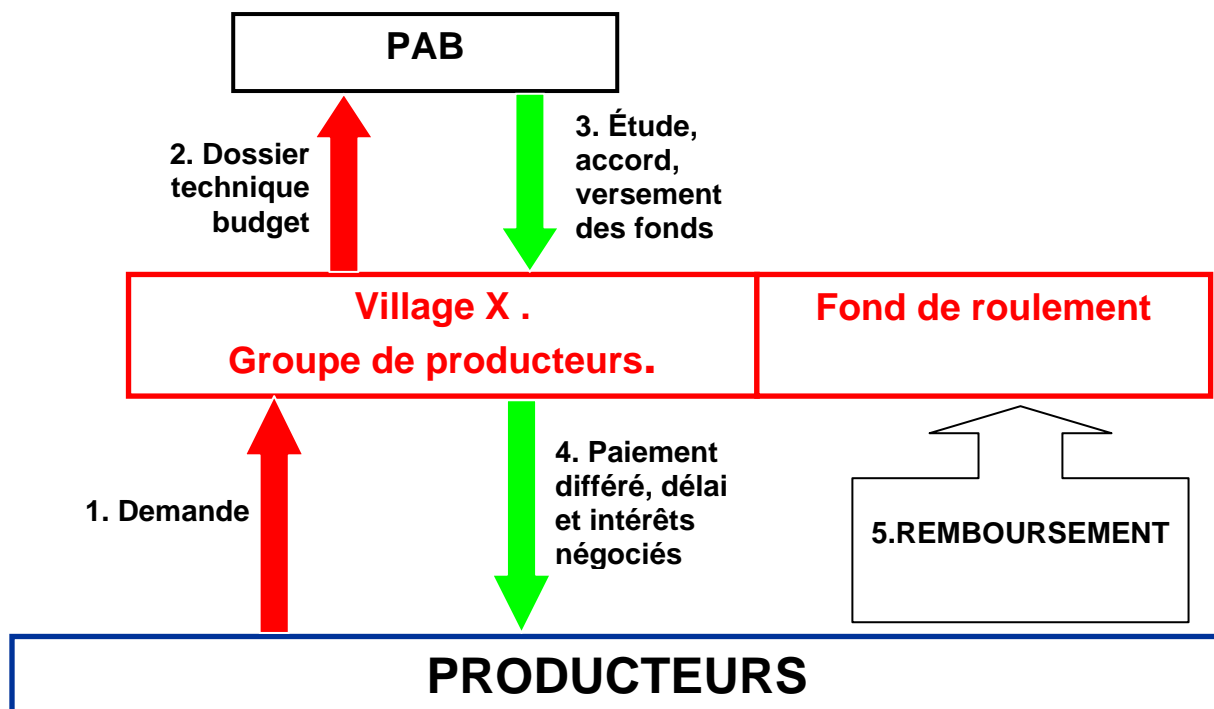 PAB
2. Dossier
technique
budget
3. Étude,
accord,
versement
des fonds
Village X .
Groupe de producteurs.
Fond de roulement
1. Demande
4. Paiement
différé, délai
et intérêts
négociés
5.REMBOURSEMENT
PRODUCTEURS